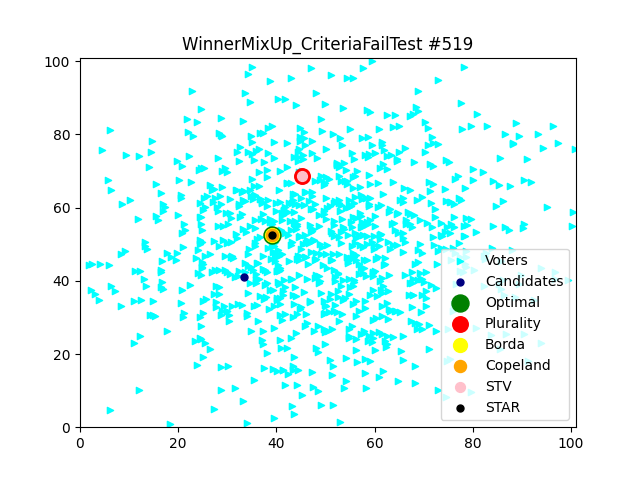 WinnerMixUp_CriteriaFailTest #519
100
80
60
40
20
0
0 20 40 60 80 100
Voters
Candidates
Optimal
Plurality
Borda
Copeland
STV
STAR